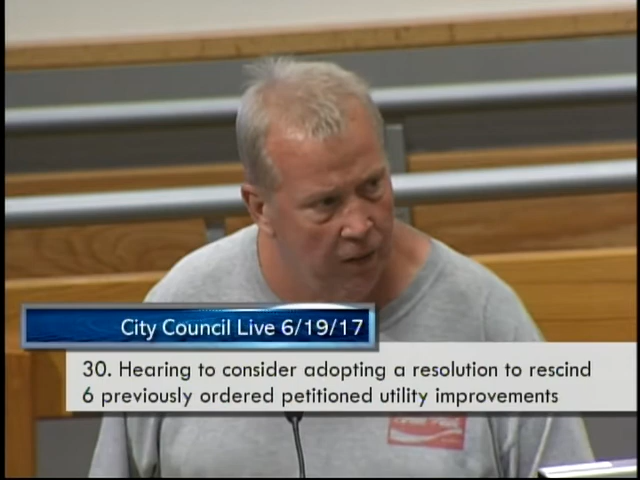 City Council Live 6/19/17
30. Hearing to consider adopting a resolution to rescind
6 previously ordered petitioned utility improvements